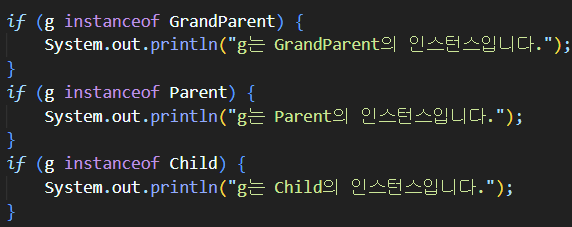 if (g instanceof GrandParent) {
    System.out.println("g는 GrandParent의 인스턴스입니다.");
}
if (g instanceof Parent) {
    System.out.println("g는 Parent의 인스턴스입니다.");
}
if (g instanceof Child) {
    System.out.println("g는 Child의 인스턴스입니다.");
}